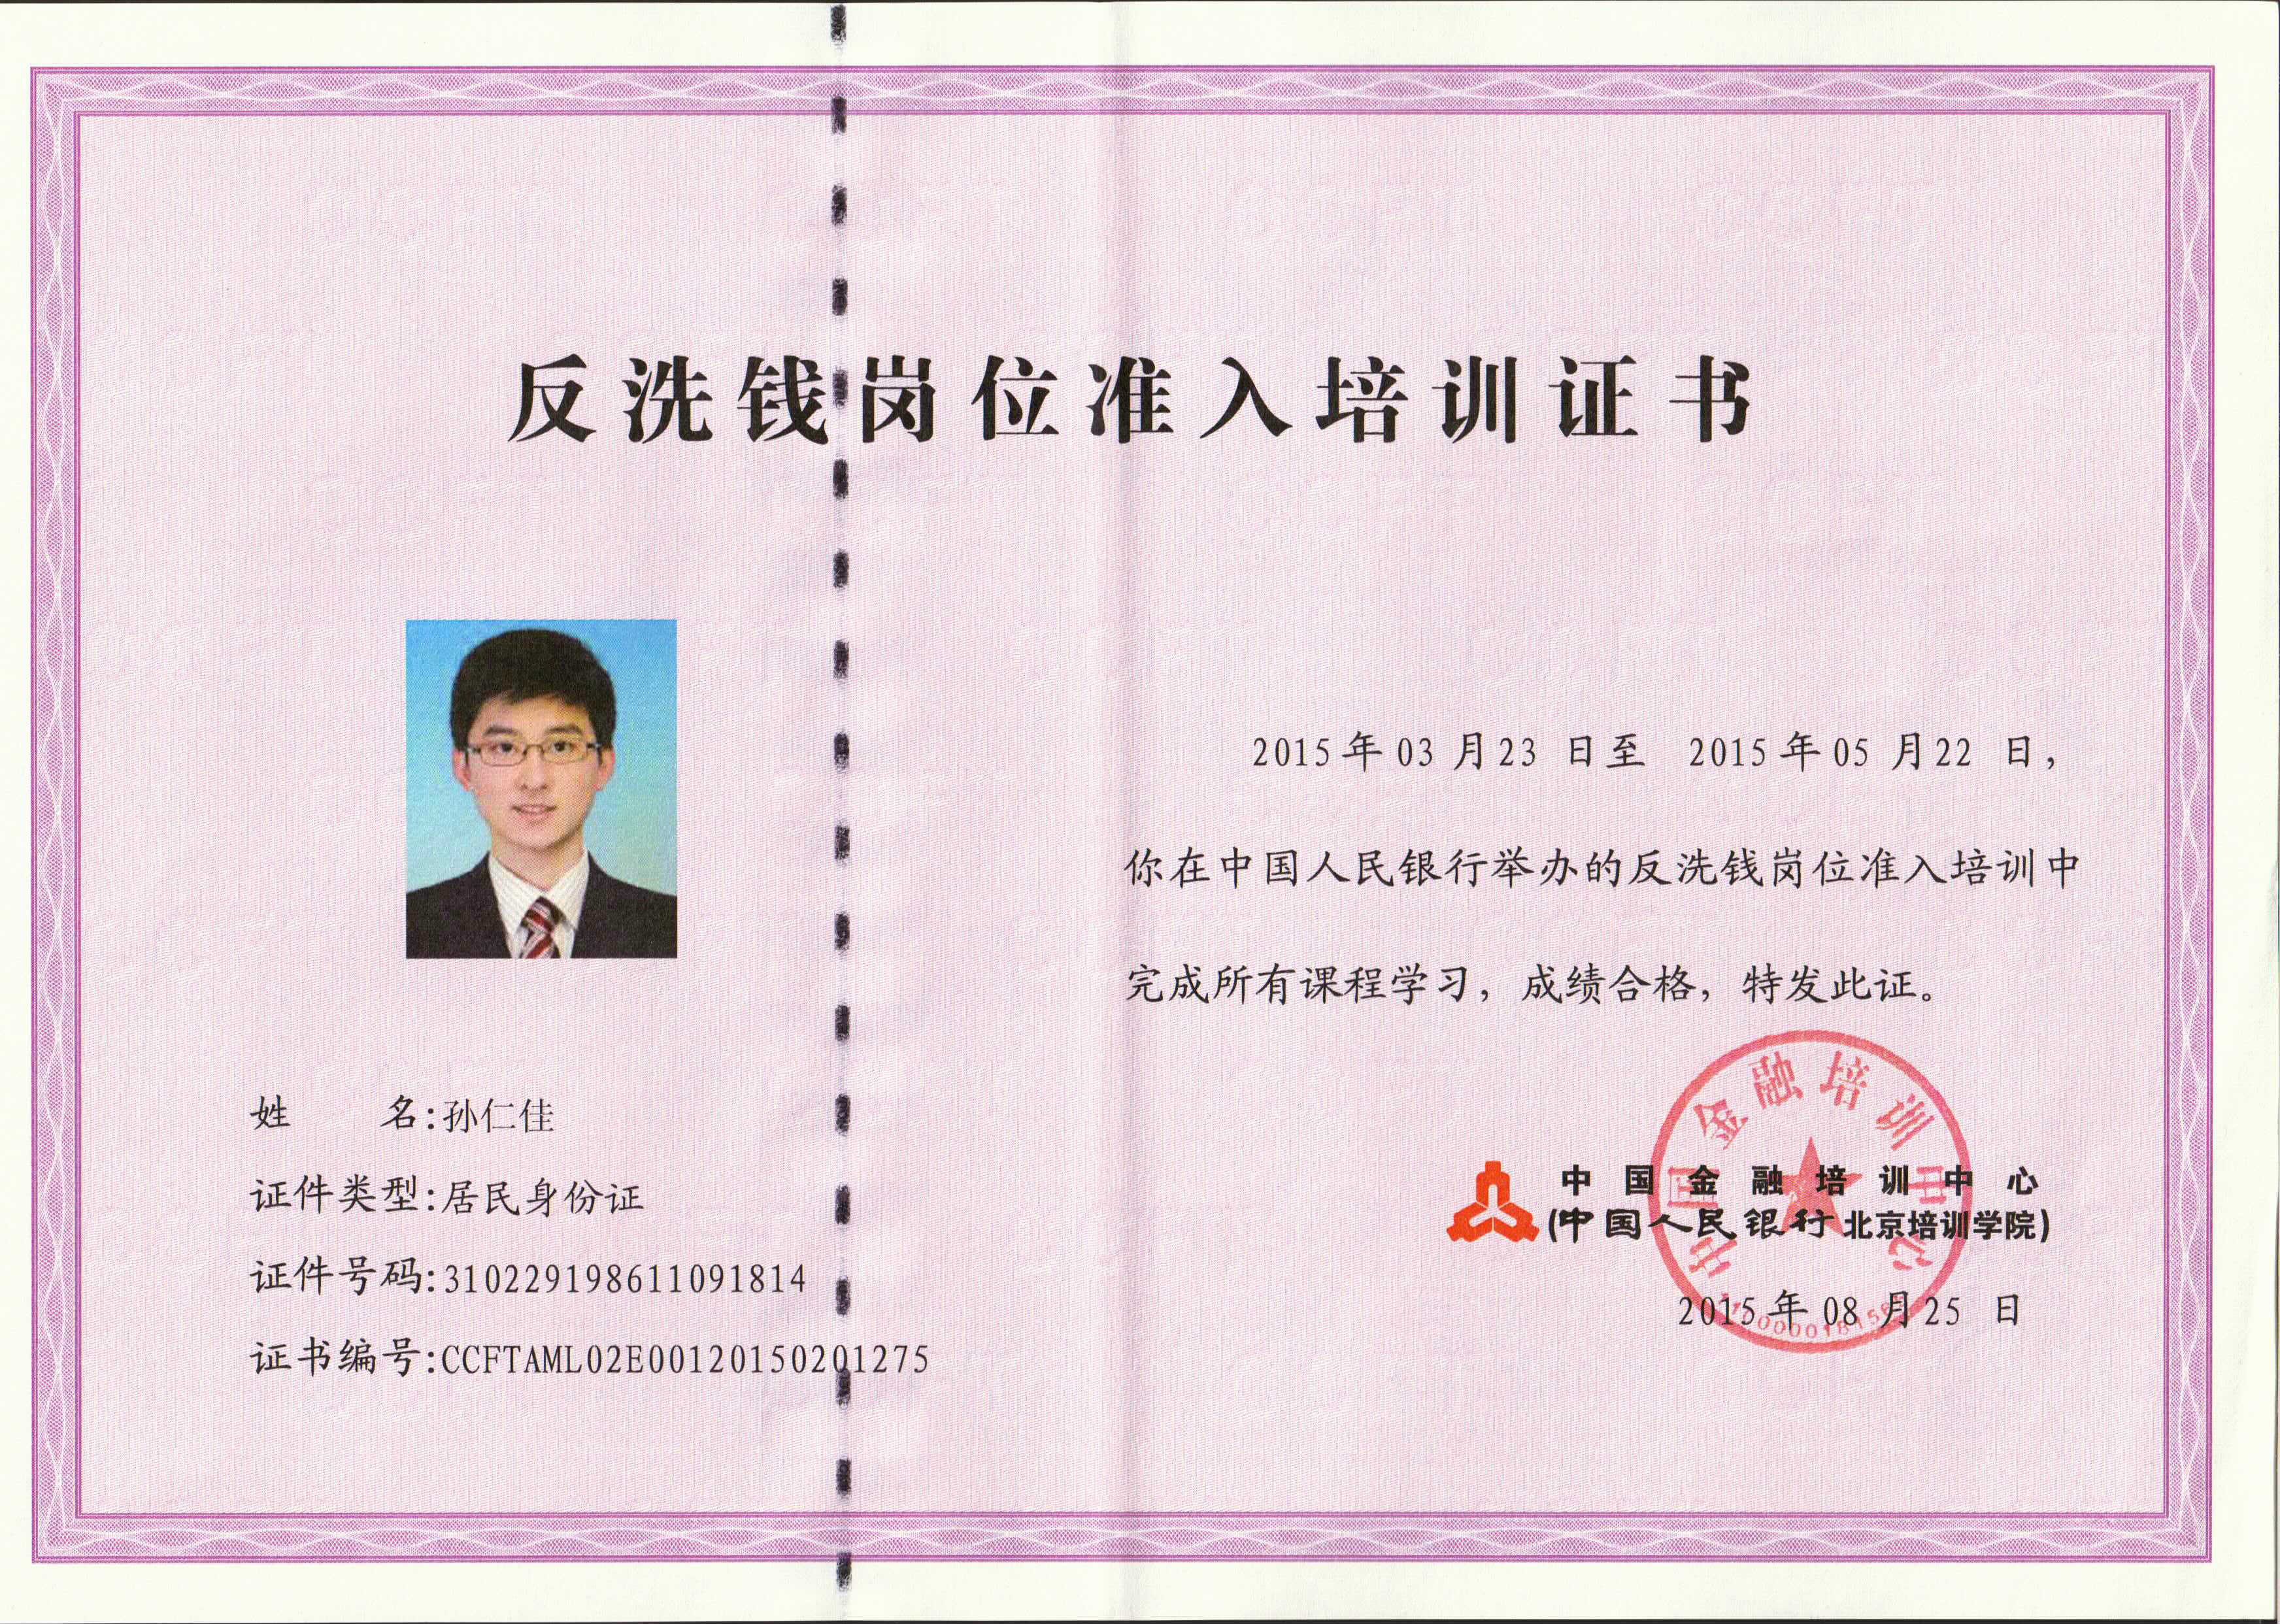 反洗钱岗位准入培训证书
2015年03月23 日至 2015年05月22 日，
你在中国人民银行举办的反洗钱岗位准入培训中
完成所有课程学习，成绩合格，特发此证。
姓 名:孙仁佳
证件类型:居民身份证
证件号码:310229198611091814
证书编号:CCFTAML02E00120150201275
中国金融培训中心
中国金融培训中心
(中国人民银行北京培训学院)
2015年08月25 日